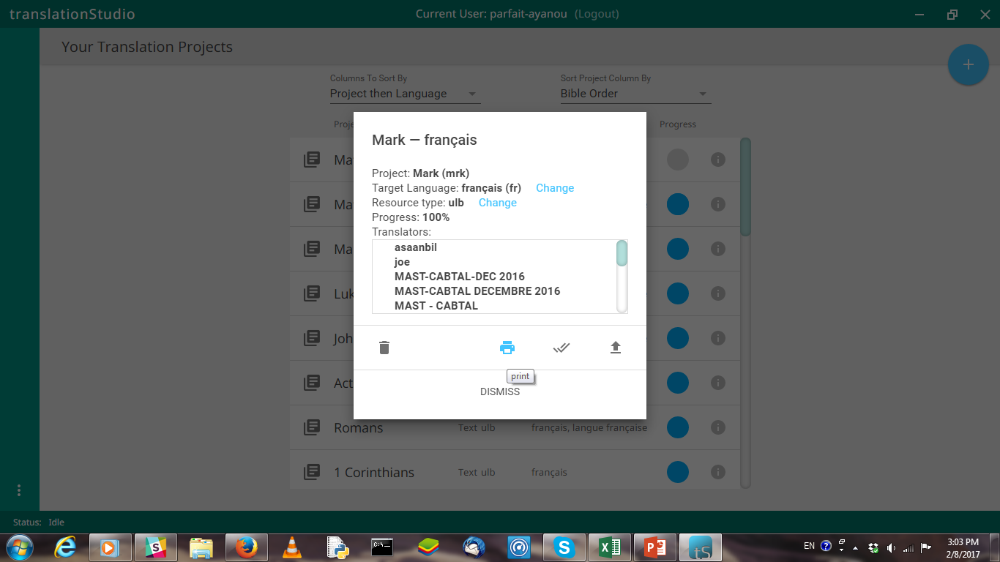 translationStudio
Current User: parfait-ayanou (Logout)
Your Translation Projects
+
Columns To Sort By
Project then Language
Sort Project Column By
Bible Order
Progress
Mark — français
Project: Mark (mrk)
Target Language: français (fr) Change
Resource type: ulb Change
Progress: 100%
Translators:
asaanbil
joe
MAST-CABTAL-DEC 2016
MAST-CABTAL DECEMBRE 2016
MAST - CABTAL
print
DISMISS
Proje
Ma
Ma
Ma
Luk
Joh
Act
Romans Text ulb français, langue française
1 Corinthians Text ulb français
Status: Idle
EN
3:03 PM
2/8/2017